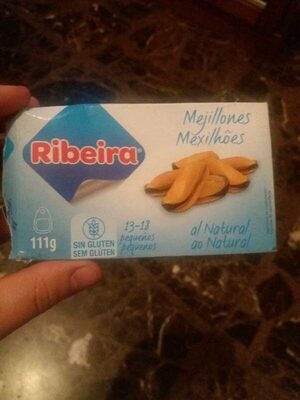 Mejillones
Mexilhões
Ribeira®
111g
SIN GLUTEN
SEM GLÚTEN
13-18
pequeños
pequenos
al Natural
ao Natural